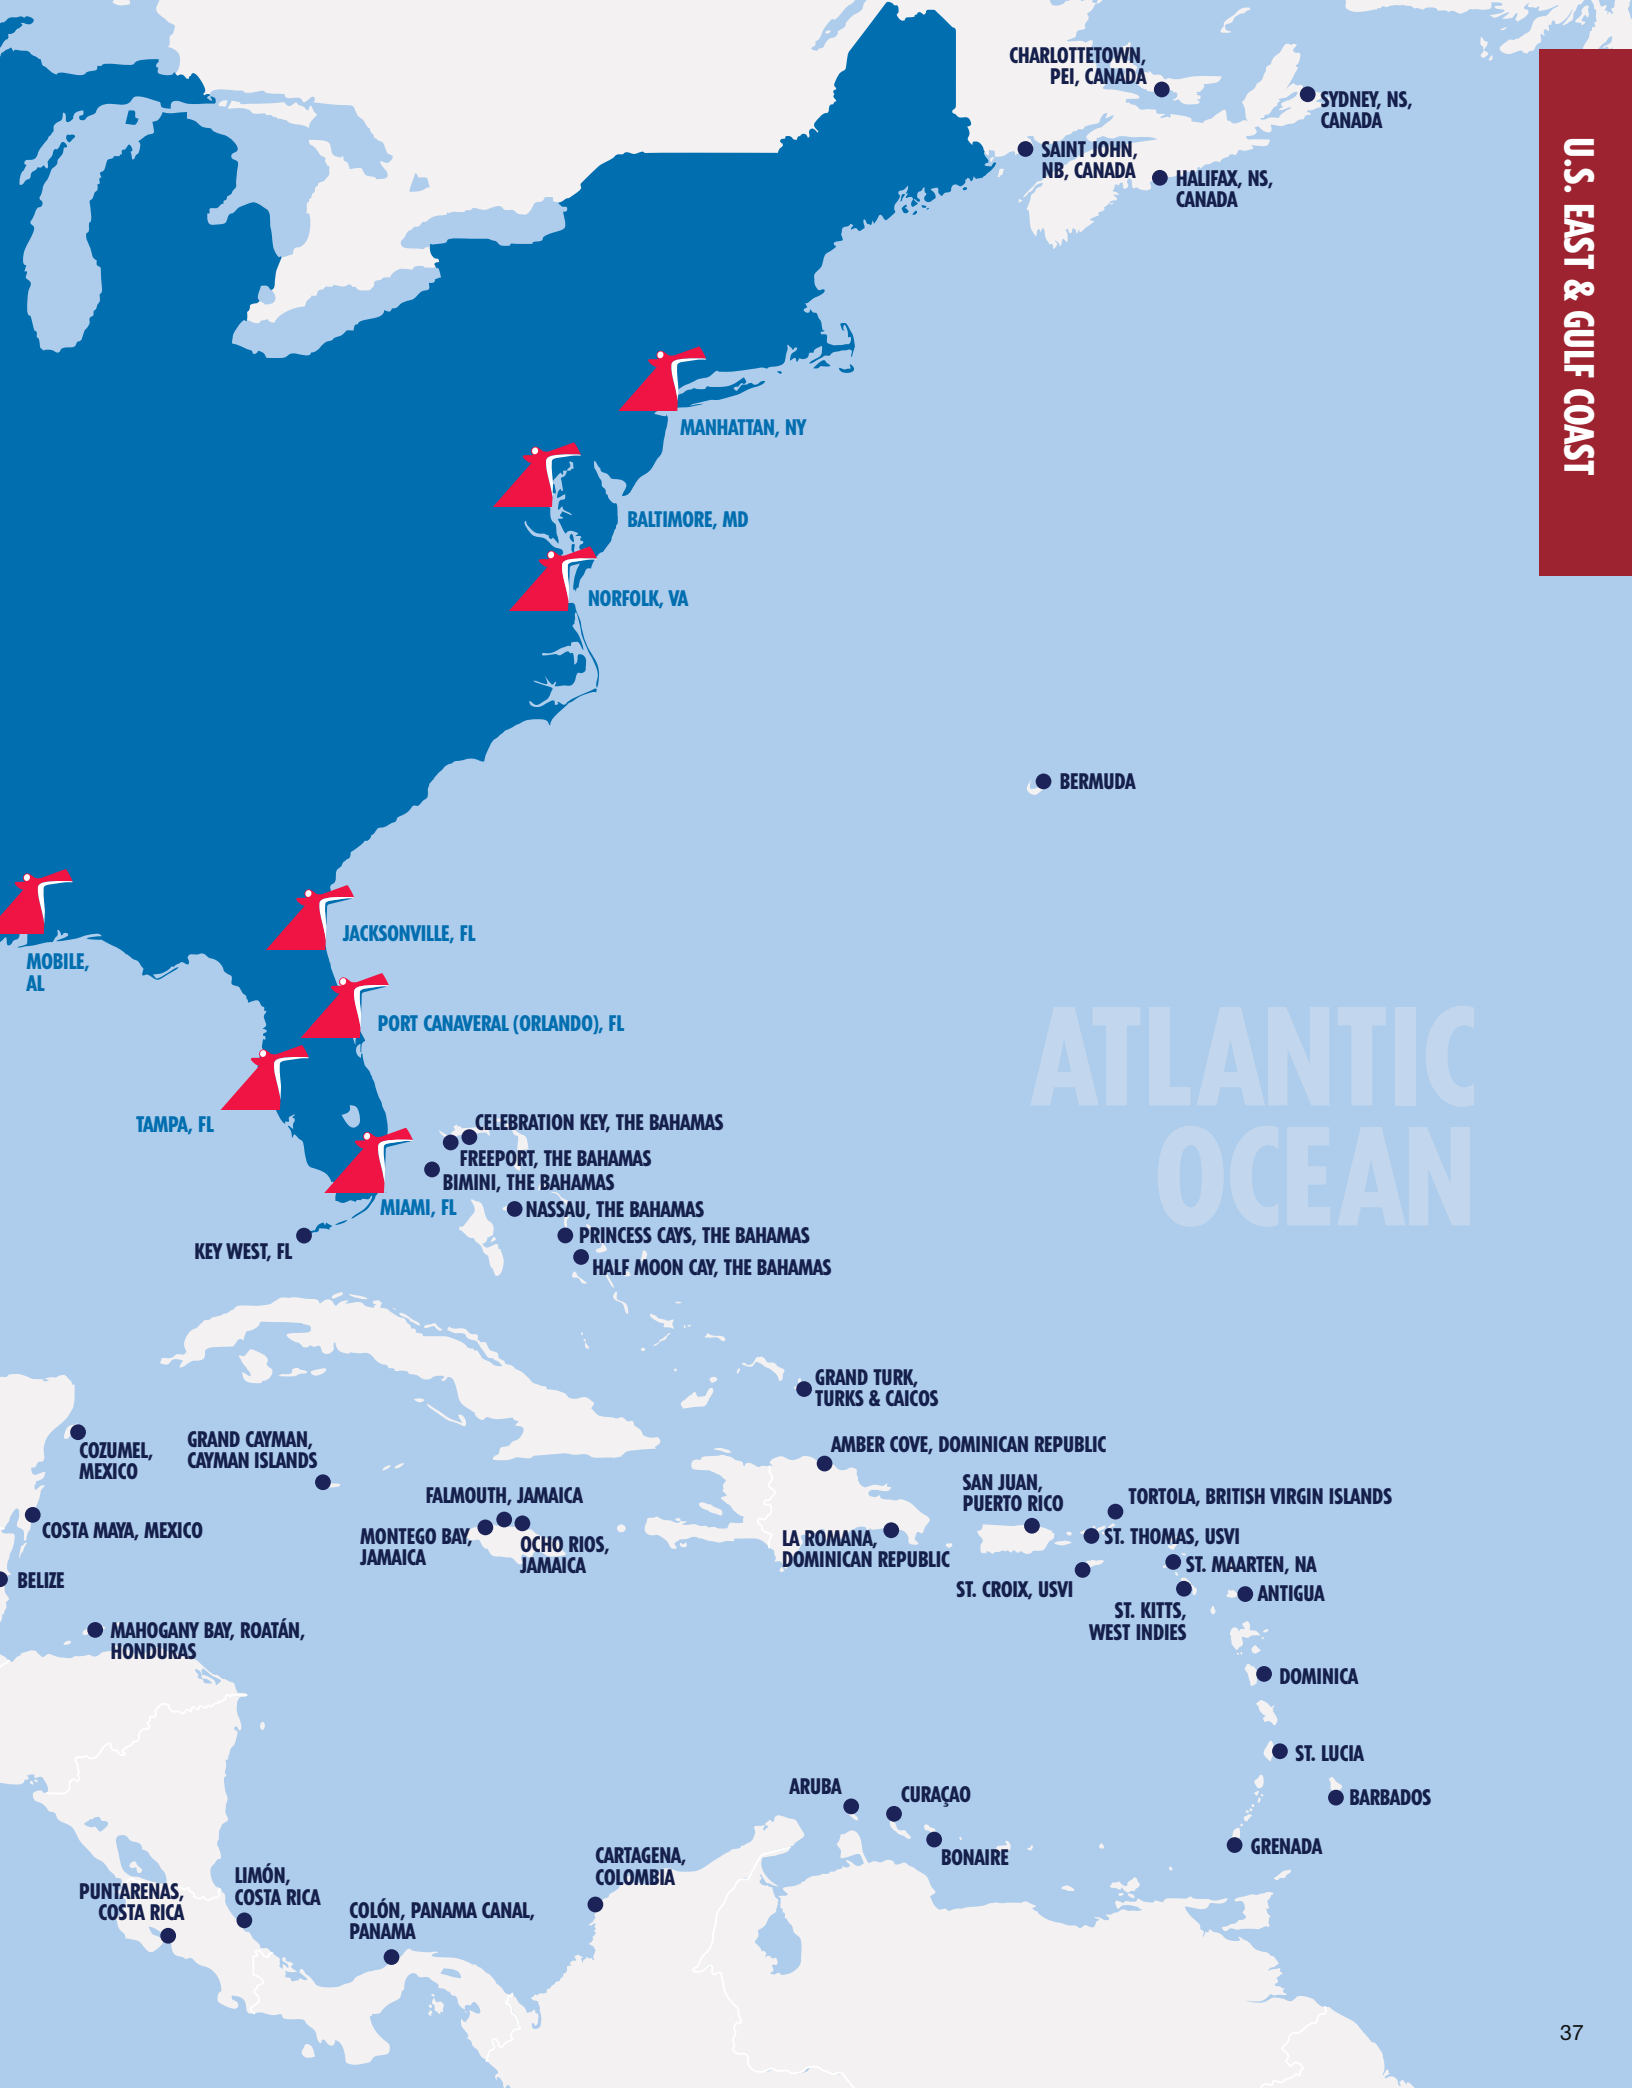 CHARLOTTETOWN,
PEI, CANADA
SYDNEY, NS,
CANADA
SAINT JOHN,
NB, CANADA
HALIFAX, NS,
CANADA
U.S. EAST & GULF COAST
MANHATTAN, NY
BALTIMORE, MD
NORFOLK, VA
BERMUDA
JACKSONVILLE, FL
MOBILE,
AL
PORT CANAVERAL (ORLANDO), FL
ATLANTIC
OCEAN
TAMPA, FL
CELEBRATION KEY, THE BAHAMAS
FREEPORT, THE BAHAMAS
BIMINI, THE BAHAMAS
MIAMI, FL
NASSAU, THE BAHAMAS
PRINCESS CAYS, THE BAHAMAS
KEY WEST, FL
HALF MOON CAY, THE BAHAMAS
GRAND TURK,
TURKS & CAICOS
COZUMEL,
MEXICO
GRAND CAYMAN,
CAYMAN ISLANDS
AMBER COVE, DOMINICAN REPUBLIC
SAN JUAN,
PUERTO RICO
TORTOLA, BRITISH VIRGIN ISLANDS
FALMOUTH, JAMAICA
COSTA MAYA, MEXICO
MONTEGO BAY,
JAMAICA
OCHO RIOS,
JAMAICA
LA ROMANA,
DOMINICAN REPUBLIC
ST. THOMAS, USVI
ST. MAARTEN, NA
BELIZE
ST. CROIX, USVI
ANTIGUA
ST. KITTS,
WEST INDIES
MAHOGANY BAY, ROATÁN,
HONDURAS
DOMINICA
ST. LUCIA
ARUBA
CURAÇAO
BARBADOS
GRENADA
BONAIRE
CARTAGENA,
COLOMBIA
LIMÓN,
COSTA RICA
PUNTARENAS,
COSTA RICA
COLÓN, PANAMA CANAL,
PANAMA
37